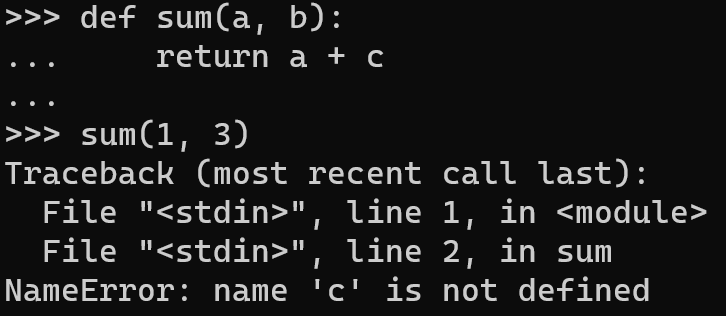 >>> def sum(a, b):
...     return a + c
...
>>> sum(1, 3)
Traceback (most recent call last):
  File "<stdin>", line 1, in <module>
  File "<stdin>", line 2, in sum
NameError: name 'c' is not defined